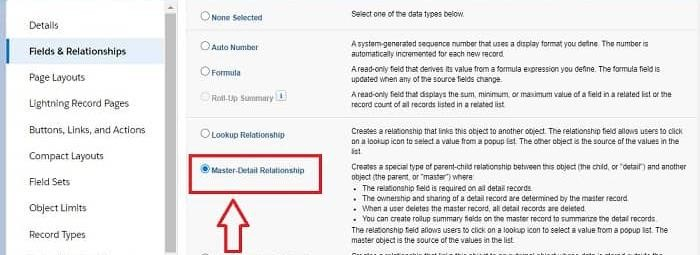 Details
Fields & Relationships
Page Layouts
Lightning Record Pages
Buttons, Links, and Actions
Compact Layouts
Field Sets
Object Limits
Record Types
None Selected
Select one of the data types below.
Auto Number
A system-generated sequence number that uses a display format you define. The number is
automatically incremented for each new record.
Formula
A read-only field that derives its value from a formula expression you define. The formula field is
updated when any of the source fields change.
Roll-Up Summary i
A read-only field that displays the sum, minimum, or maximum value of a field in a related list or the
record count of all records listed in a related list.
Lookup Relationship
Creates a relationship that links this object to another object. The relationship field allows users to click
on a lookup icon to select a value from a popup list. The other object is the source of the values in the
list.
Master-Detail Relationship
Creates a special type of parent-child relationship between this object (the child, or "detail") and another
object (the parent, or "master") where:
• The relationship field is required on all detail records.
• The ownership and sharing of a detail record are determined by the master record.
• When a user deletes the master record, all detail records are deleted.
• You can create rollup summary fields on the master record to summarize the detail records.
The relationship field allows users to click on a lookup icon to select a value from a popup list. The
master object is the source of the values in the list.